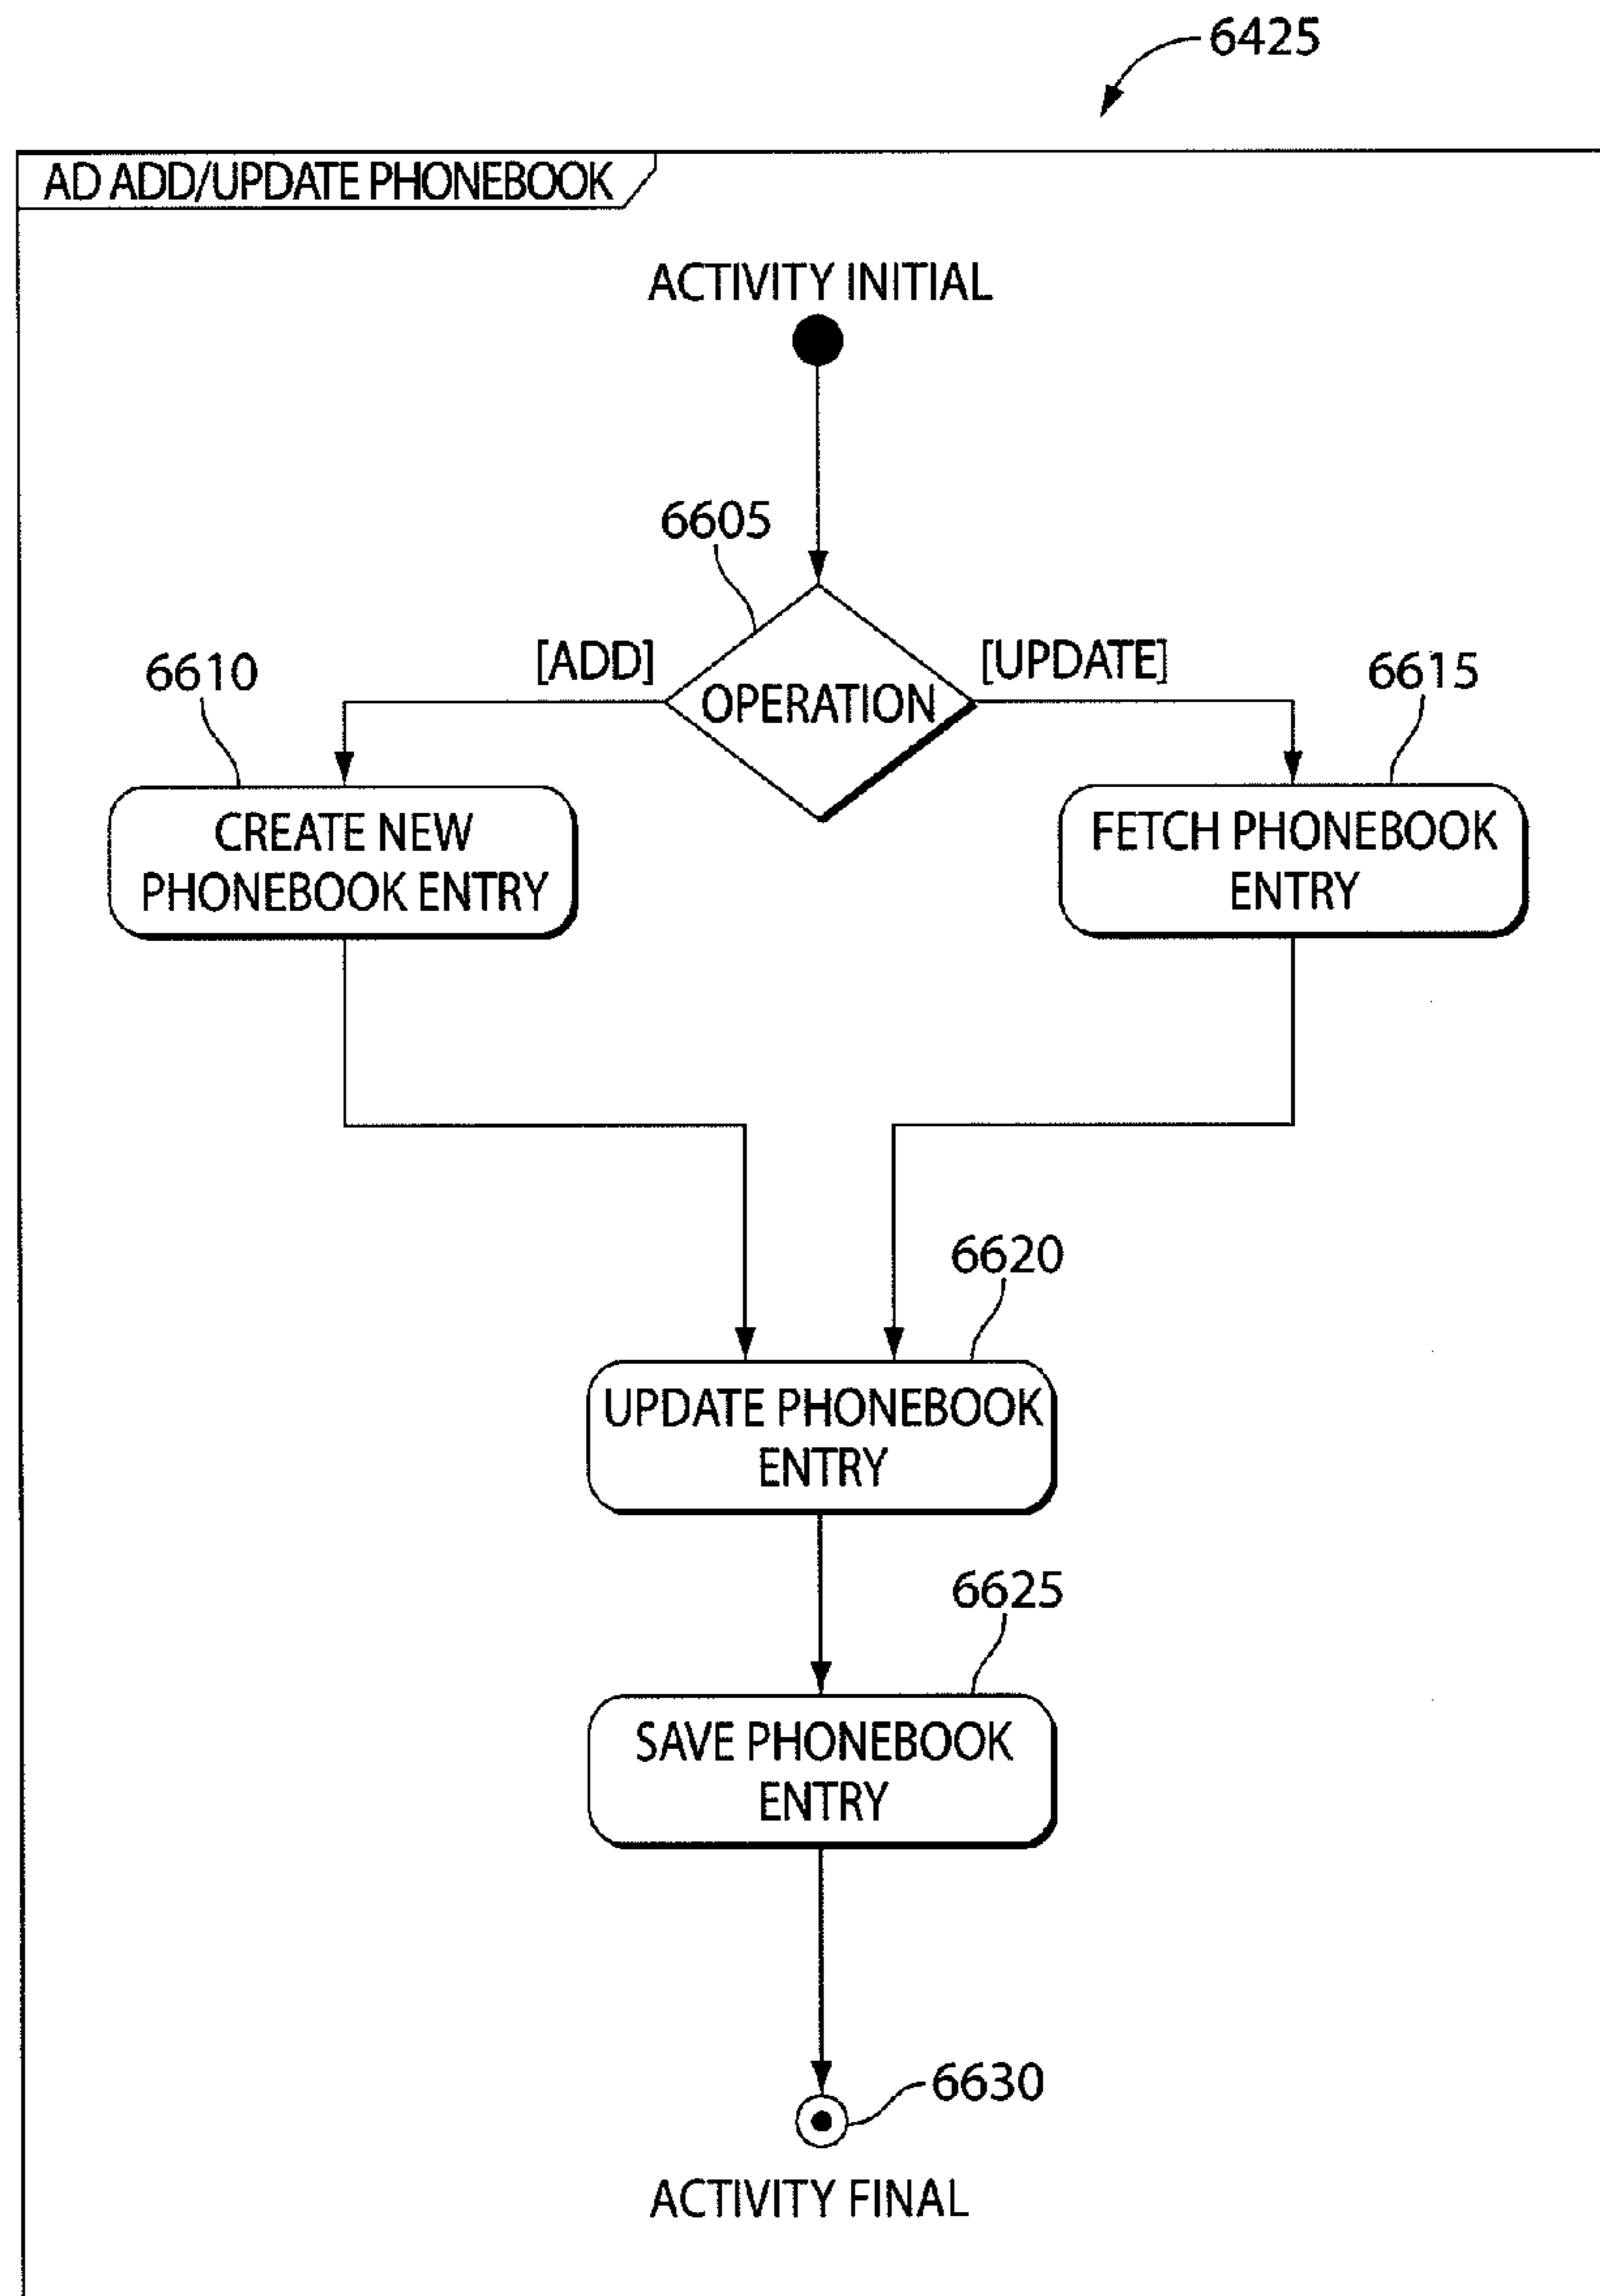 6425
AD ADD/UPDATE PHONEBOOK
ACTIVITY INITIAL
6605
[ADD]
[UPDATE]
6610
OPERATION
6615
CREATE NEW
PHONEBOOK ENTRY
FETCH PHONEBOOK
ENTRY
6620
UPDATE PHONEBOOK
ENTRY
6625
SAVE PHONEBOOK
ENTRY
6630
ACTIVITY FINAL